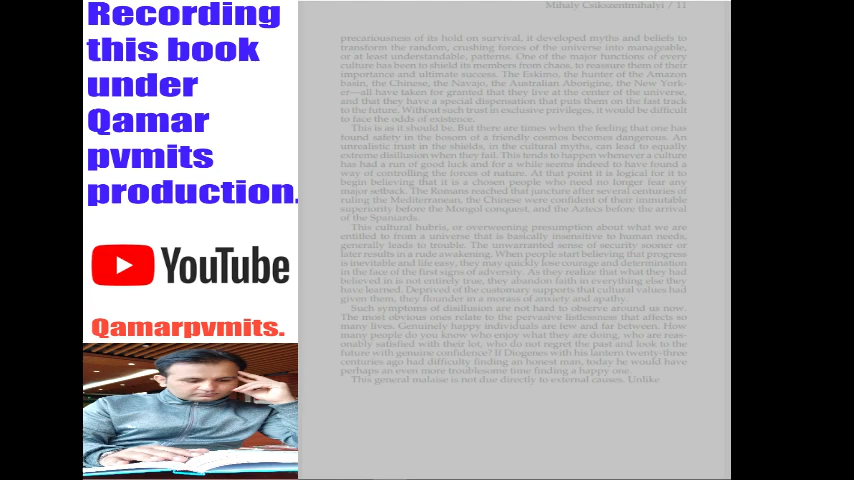 Recording
this book
under
Qamar
pvmits
production.
YouTube
Qamarpvmits.
Mihaly Csikszentmihalyi / 11
precariousness of its hold on survival, it developed myths and beliefs to
transform the random, crushing forces of the universe into manageable,
or at least understandable, patterns. One of the major functions of every
culture has been to shield its members from chaos, to reassure them of their
importance and ultimate success. The Eskimo, the hunter of the Amazon
basin, the Chinese, the Navajo, the Australian Aborigine, the New York-
er—all have taken for granted that they live at the center of the universe,
and that they have a special dispensation that puts them on the fast track
to the future. Without such trust in exclusive privileges, it would be difficult
to face the odds of existence.
This is as it should be. But there are times when the feeling that one has
found safety in the bosom of a friendly cosmos becomes dangerous. An
unrealistic trust in the shields, in the cultural myths, can lead to equally
extreme disillusion when they fail. This tends to happen whenever a culture
has had a run of good luck and for a while seems indeed to have found a
way of controlling the forces of nature. At that point it is logical for it to
begin believing that it is a chosen people who need no longer fear any
major setback. The Romans reached that juncture after several centuries of
ruling the Mediterranean, the Chinese were confident of their immutable
superiority before the Mongol conquest, and the Aztecs before the arrival
of the Spaniards.
This cultural hubris, or overweening presumption about what we are
entitled to from a universe that is basically insensitive to human needs,
generally leads to trouble. The unwarranted sense of security sooner or
later results in a rude awakening. When people start believing that progress
is inevitable and life easy, they may quickly lose courage and determination
in the face of the first signs of adversity. As they realize that what they had
believed in is not entirely true, they abandon faith in everything else they
have learned. Deprived of the customary supports that cultural values had
given them, they flounder in a morass of anxiety and apathy.
Such symptoms of disillusion are not hard to observe around us now.
The most obvious ones relate to the pervasive listlessness that affects so
many lives. Genuinely happy individuals are few and far between. How
many people do you know who enjoy what they are doing, who are reas-
onably satisfied with their lot, who do not regret the past and look to the
future with genuine confidence? If Diogenes with his lantern twenty-three
centuries ago had difficulty finding an honest man, today he would have
perhaps an even more troublesome time finding a happy one.
This general malaise is not due directly to external causes. Unlike